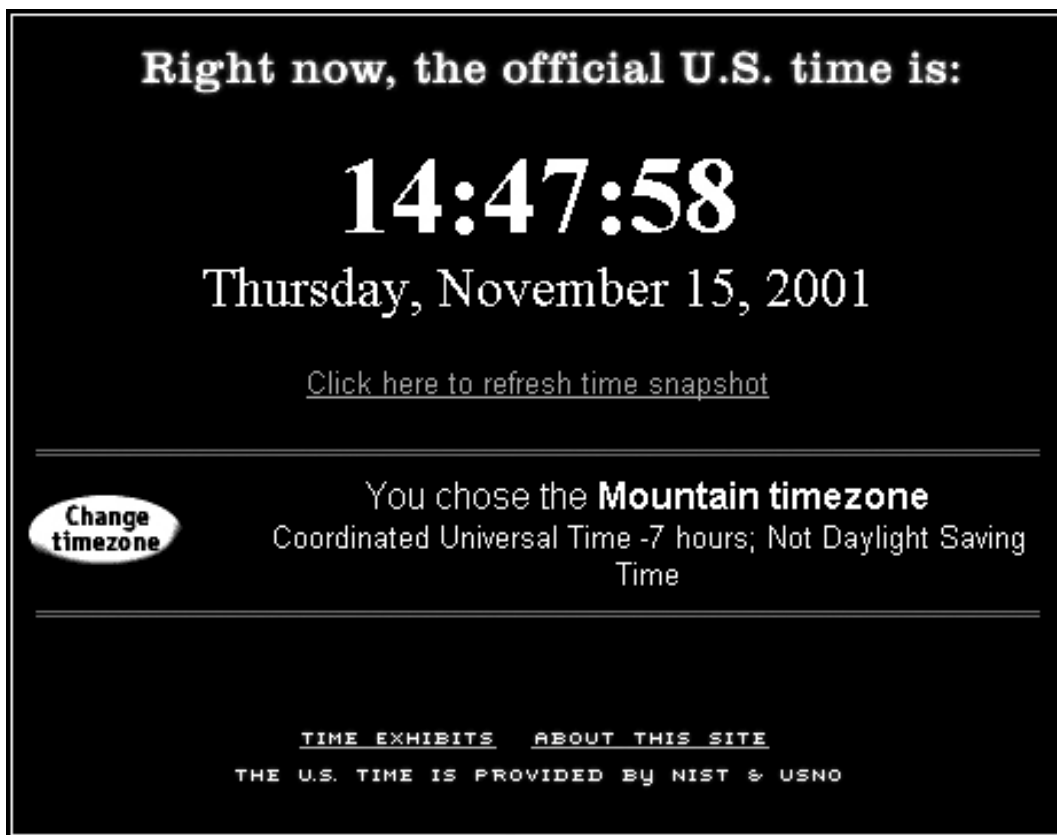 Right now, the official U.S. time is:
14:47:58
Thursday, November 15, 2001
Click here to refresh time snapshot
Change
timezone
You chose the Mountain timezone
Coordinated Universal Time -7 hours; Not Daylight Saving
Time
TIME EXHIBITS ABOUT THIS SITE
THE U.S. TIME IS PROVIDED BY NIST & USNO